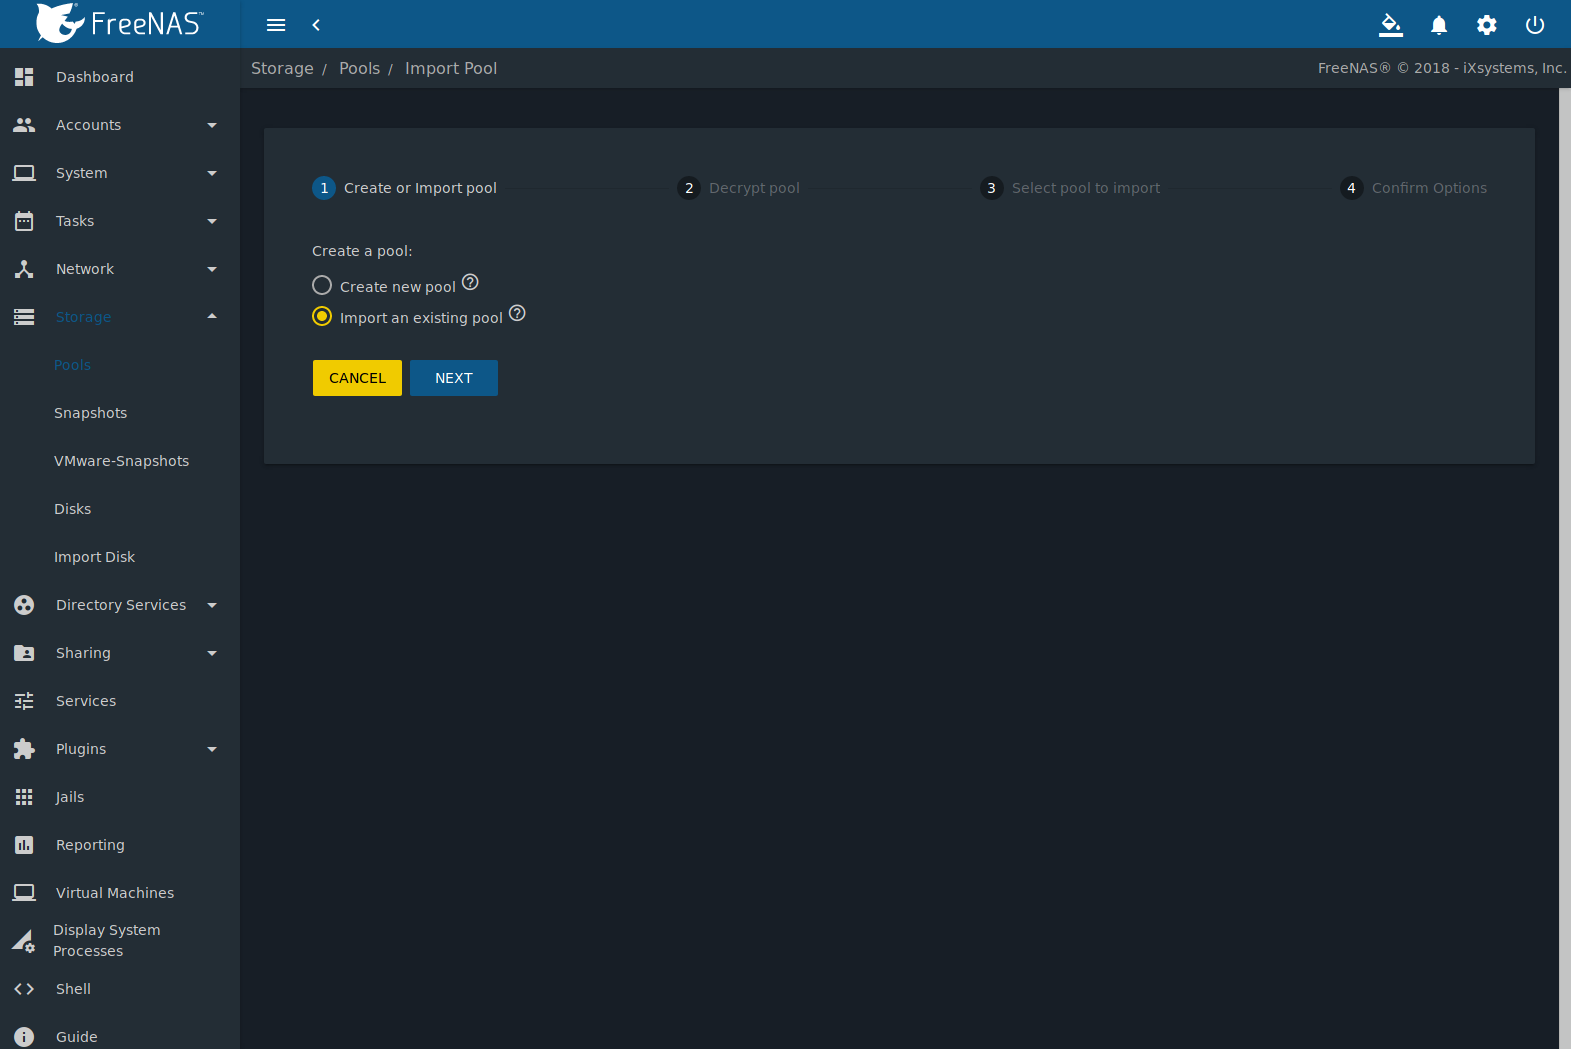 FreeNAS™
Storage / Pools / Import Pool
FreeNAS® © 2018 - iXsystems, Inc.
Dashboard
Accounts
System
Tasks
Network
Storage
Pools
Snapshots
VMware-Snapshots
Disks
Import Disk
Directory Services
Sharing
Services
Plugins
Jails
Reporting
Virtual Machines
Display System
Processes
Shell
Guide
1 Create or Import pool
2 Decrypt pool
3 Select pool to import
4 Confirm Options
Create a pool:
Create new pool ?
Import an existing pool ?
CANCEL
NEXT